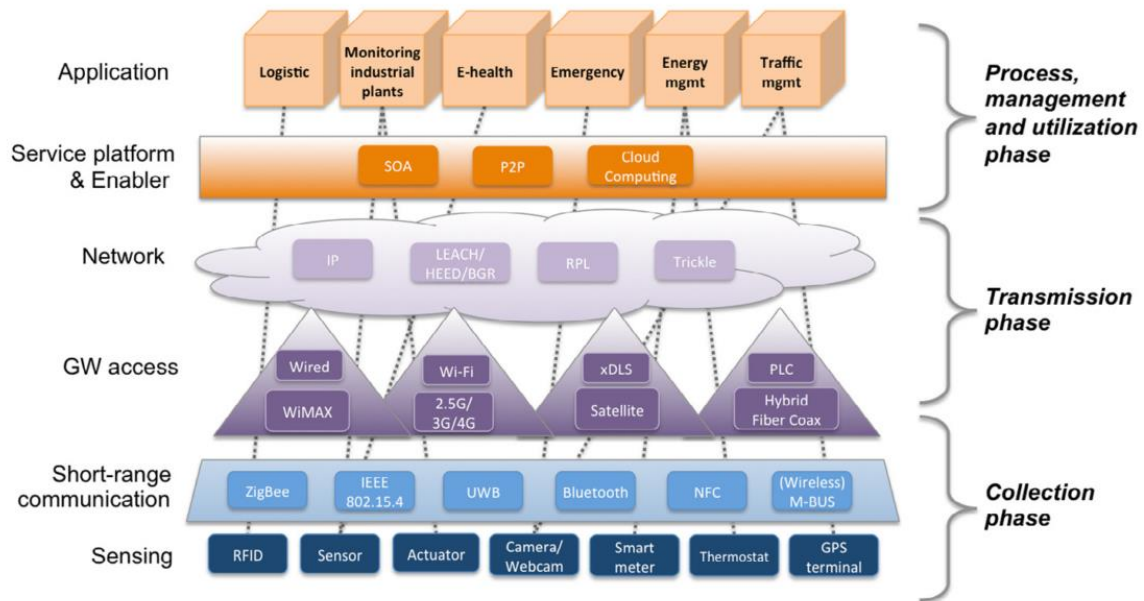 Application
Logistic
Monitoring
industrial
plants
E-health
Emergency
Energy
mgmt
Traffic
mgmt
Process,
management
and utilization
phase
Service platform
& Enabler
SOA
P2P
Cloud
Computing
Network
IP
LEACH/
HEED/BGR
RPL
Trickle
Transmission
phase
GW access
Wired
WiMAX
Wi-Fi
2.5G/
3G/4G
xDLS
Satellite
PLC
Hybrid
Fiber Coax
Short-range
communication
ZigBee
IEEE
802.15.4
UWB
Bluetooth
NFC
(Wireless)
M-BUS
Collection
phase
Sensing
RFID
Sensor
Actuator
Camera/
Webcam
Smart
meter
Thermostat
GPS
terminal